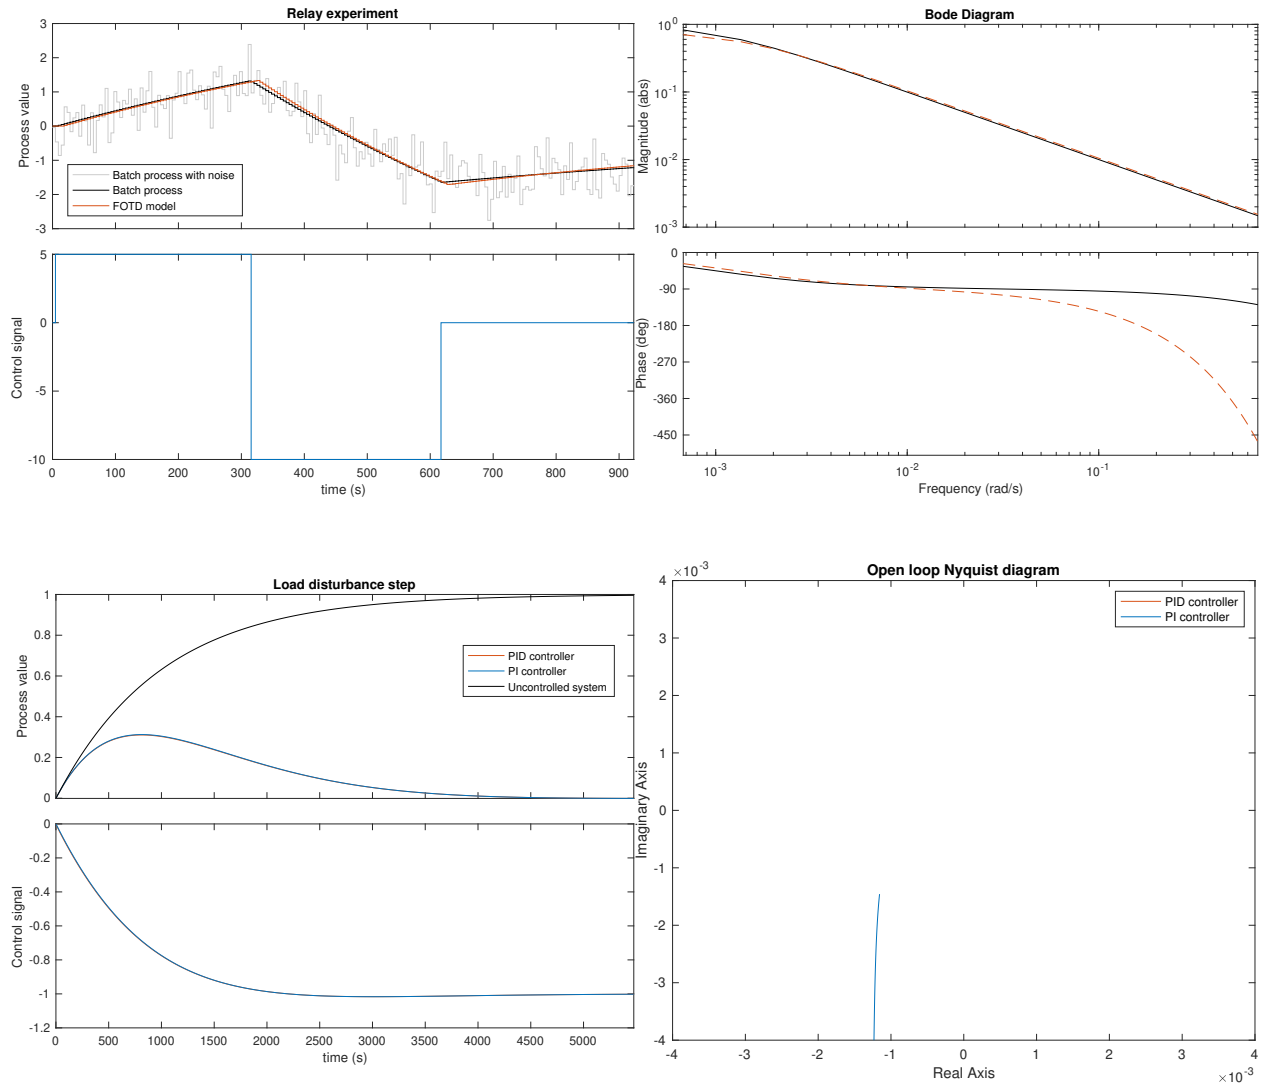 Relay experiment
3
2
1
0
-1
-2
-3
Process value
Batch process with noise
Batch process
FOTD model
5
0
-5
-10
Control signal
0 100 200 300 400 500 600 700 800 900
time (s)
Bode Diagram
10^0
10^-1
10^-2
10^-3
Magnitude (abs)
0
-90
-180
-270
-360
-450
Phase (deg)
10^-3 10^-2 10^-1
Frequency (rad/s)
Load disturbance step
1
0.8
0.6
0.4
0.2
0
Process value
PID controller
PI controller
Uncontrolled system
0
-0.2
-0.4
-0.6
-0.8
-1
-1.2
Control signal
0 500 1000 1500 2000 2500 3000 3500 4000 4500 5000
time (s)
×10^-3
Open loop Nyquist diagram
4
3
2
1
0
-1
-2
-3
-4
Imaginary Axis
PID controller
PI controller
-4 -3 -2 -1 0 1 2 3 4
Real Axis
×10^-3